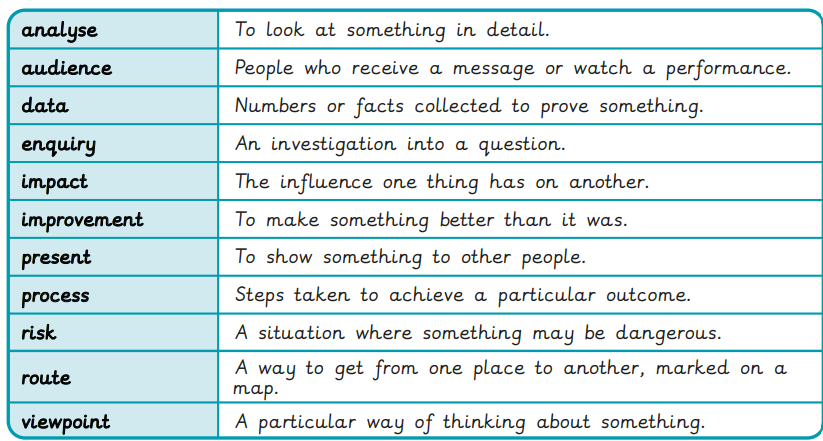 analyse To look at something in detail.
audience People who receive a message or watch a performance.
data Numbers or facts collected to prove something.
enquiry An investigation into a question.
impact The influence one thing has on another.
improvement To make something better than it was.
present To show something to other people.
process Steps taken to achieve a particular outcome.
risk A situation where something may be dangerous.
route A way to get from one place to another, marked on a
map.
viewpoint A particular way of thinking about something.